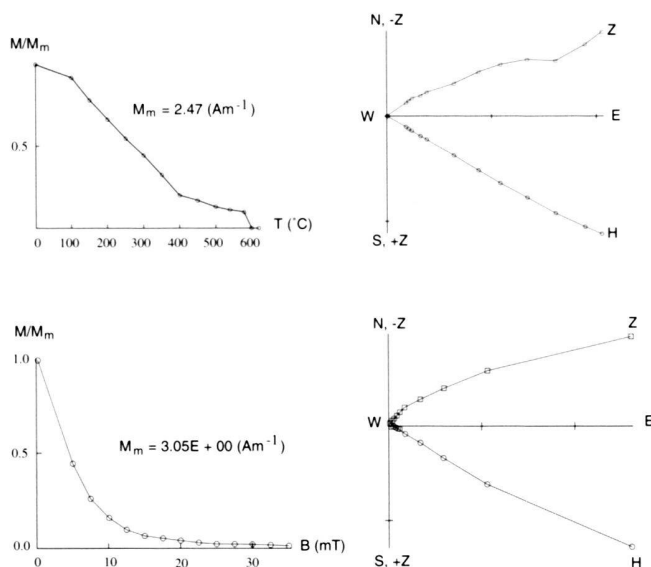 M/Mm
Mm = 2.47 (Am-1)
0.5
T (°C)
0 100 200 300 400 500 600
N, -Z
Z
W
E
H
S, +Z
M/Mm
1.0
Mm = 3.05E + 00 (Am-1)
0.5
0.0
B (mT)
0 10 20 30
N, -Z
Z
W
E
S, +Z
H